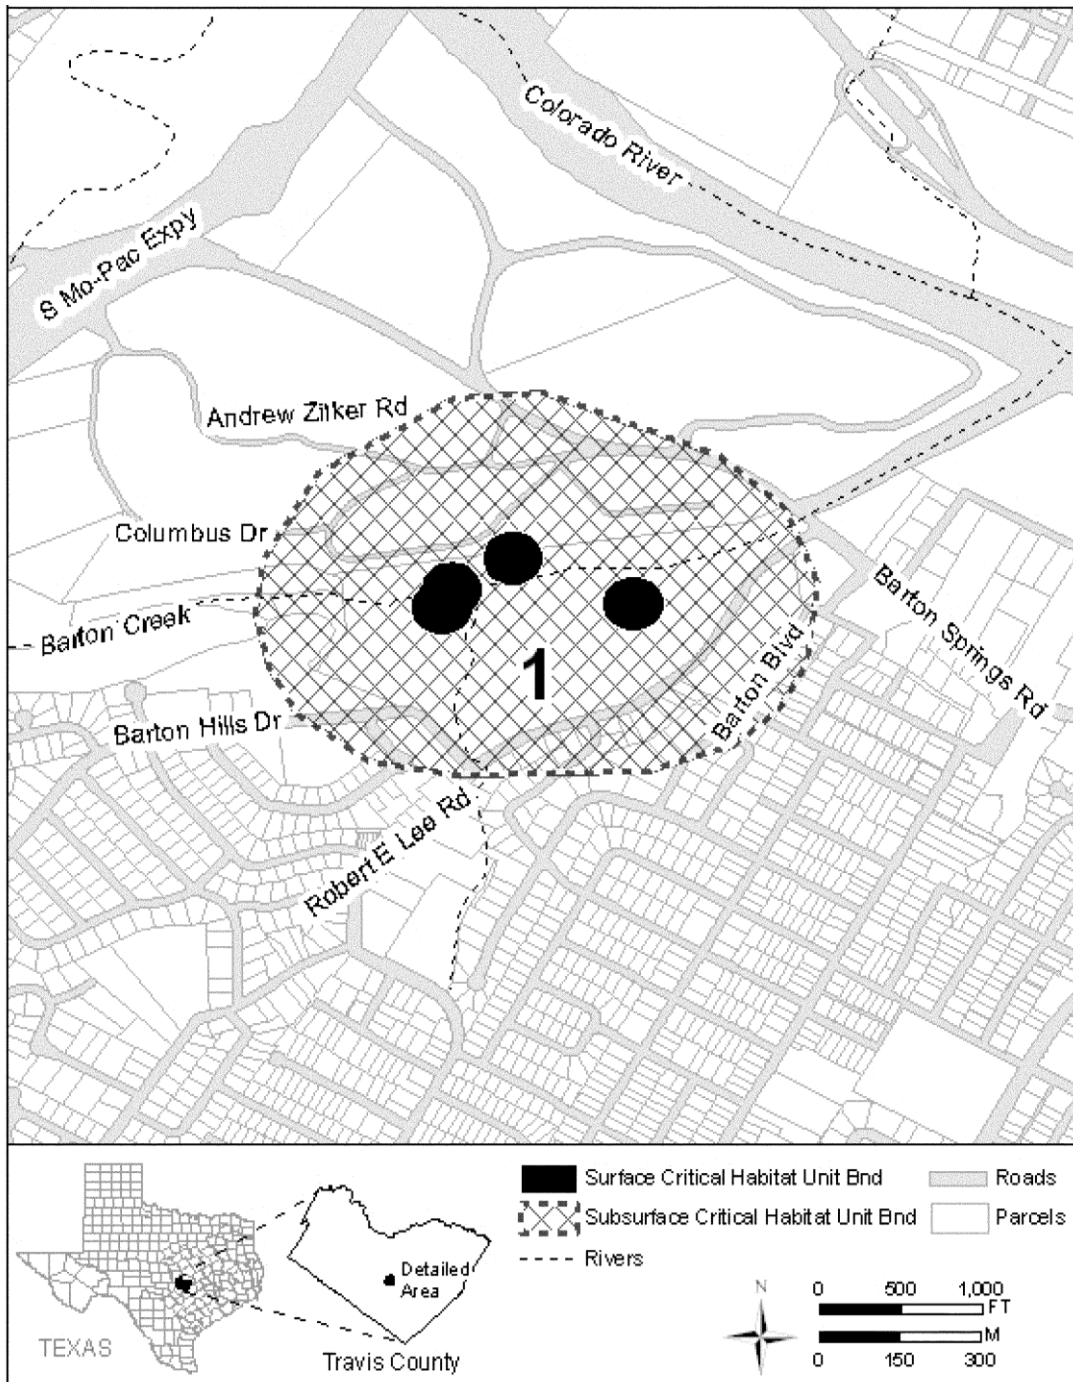 Colorado River
S Mo-Pac Expy
Andrew Zilker Rd
Columbus Dr
Barton Creek
Barton Springs Rd
1
Barton Blvd
Barton Hills Dr
Robert E Lee Rd
Surface Critical Habitat Unit Bnd
Roads
Subsurface Critical Habitat Unit Bnd
Parcels
Rivers
Detailed
Area
TEXAS
Travis County
N
0 500 1,000
FT
M
0 150 300